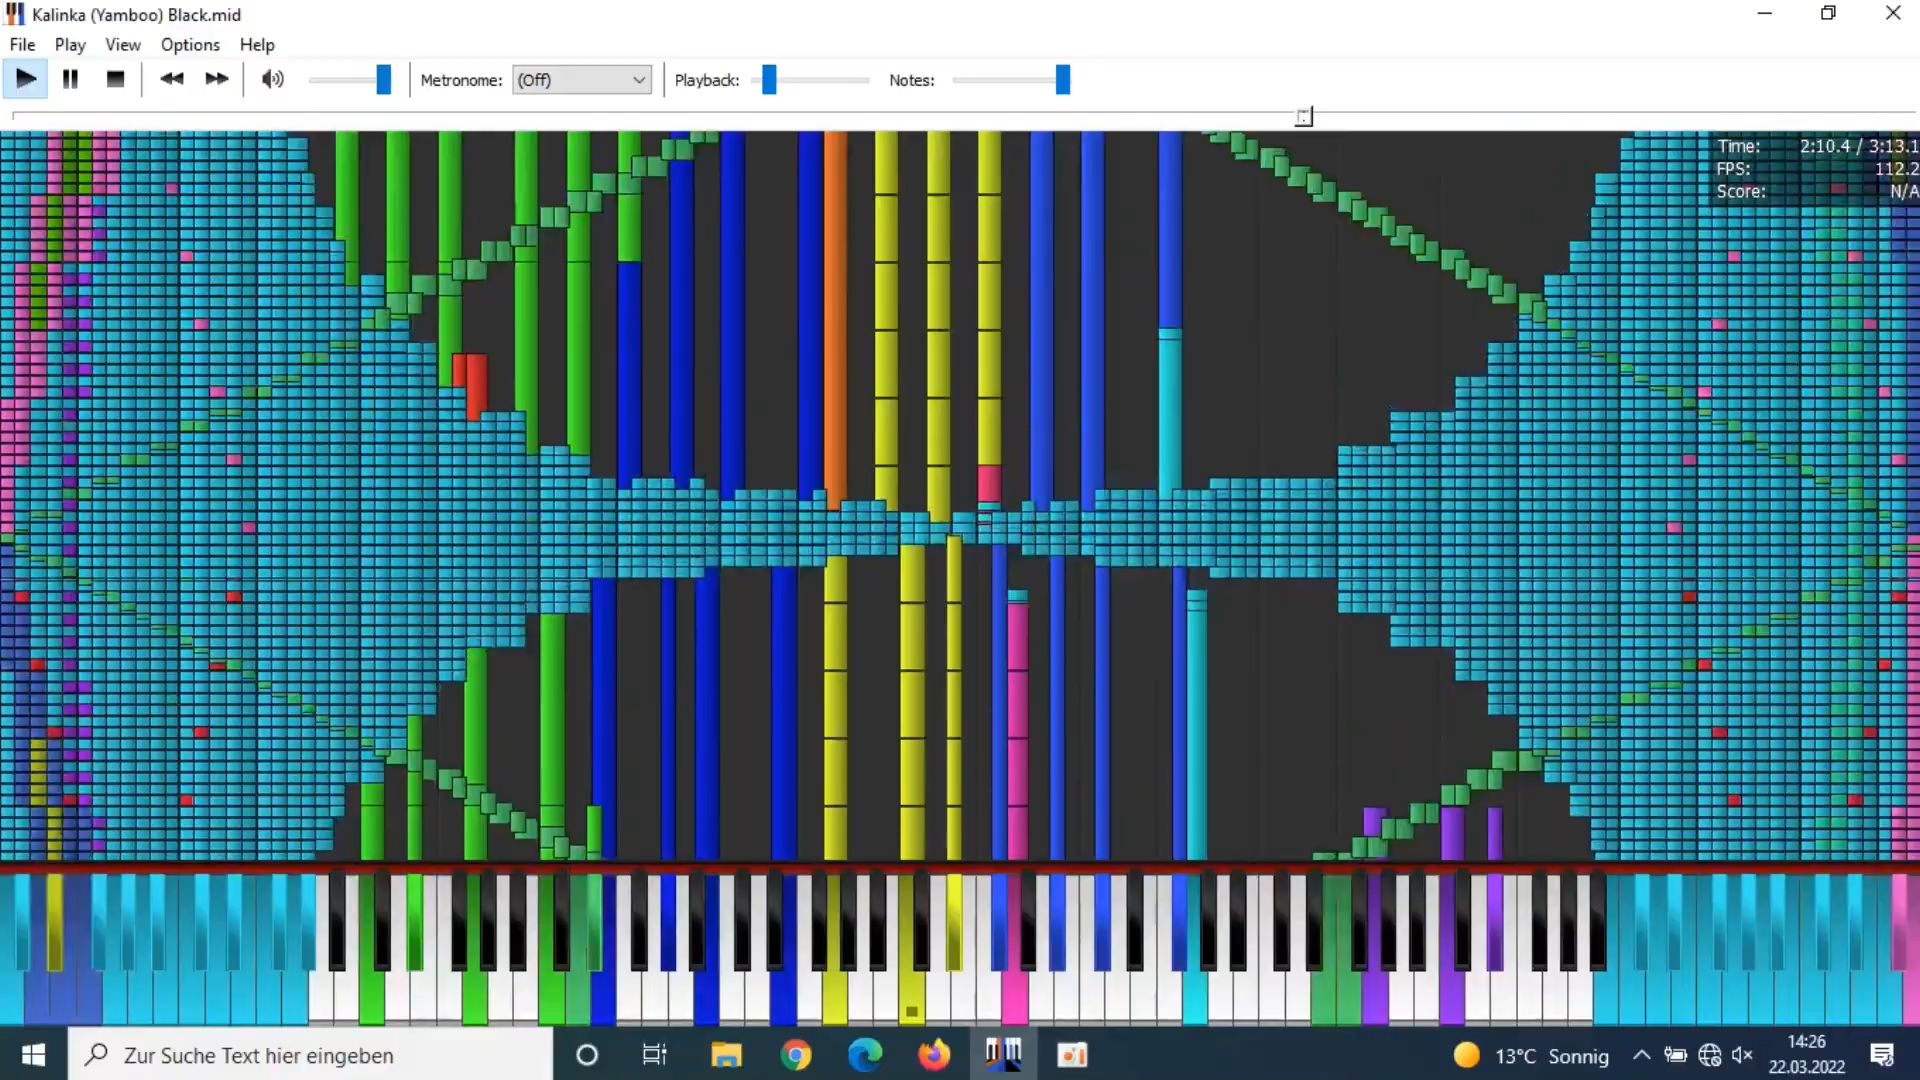 Kalinka (Yamboo) Black.mid
File Play View Options Help
Metronome: (Off) Playback: Notes:
Time: 2:10.4 / 3:13.1
FPS: 112.2
Score: N/A
Zur Suche Text hier eingeben
13°C Sonnig
14:26
22.03.2022